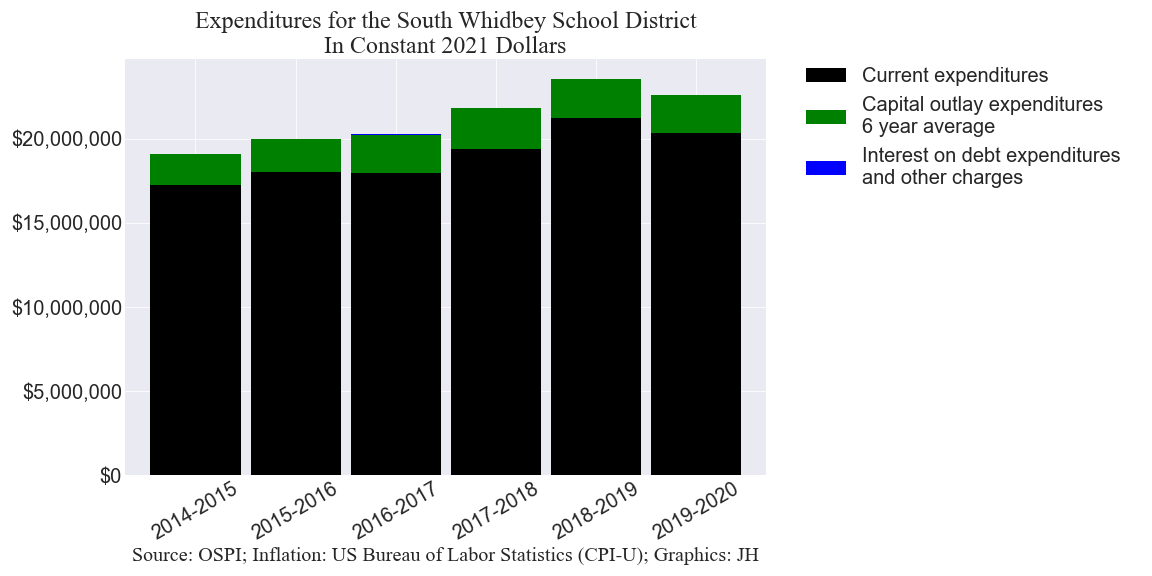 Expenditures for the South Whidbey School District
In Constant 2021 Dollars
Current expenditures
Capital outlay expenditures
6 year average
Interest on debt expenditures
and other charges
$20,000,000
$15,000,000
$10,000,000
$5,000,000
$0
2014-2015
2015-2016
2016-2017
2017-2018
2018-2019
2019-2020
Source: OSPI; Inflation: US Bureau of Labor Statistics (CPI-U); Graphics: JH